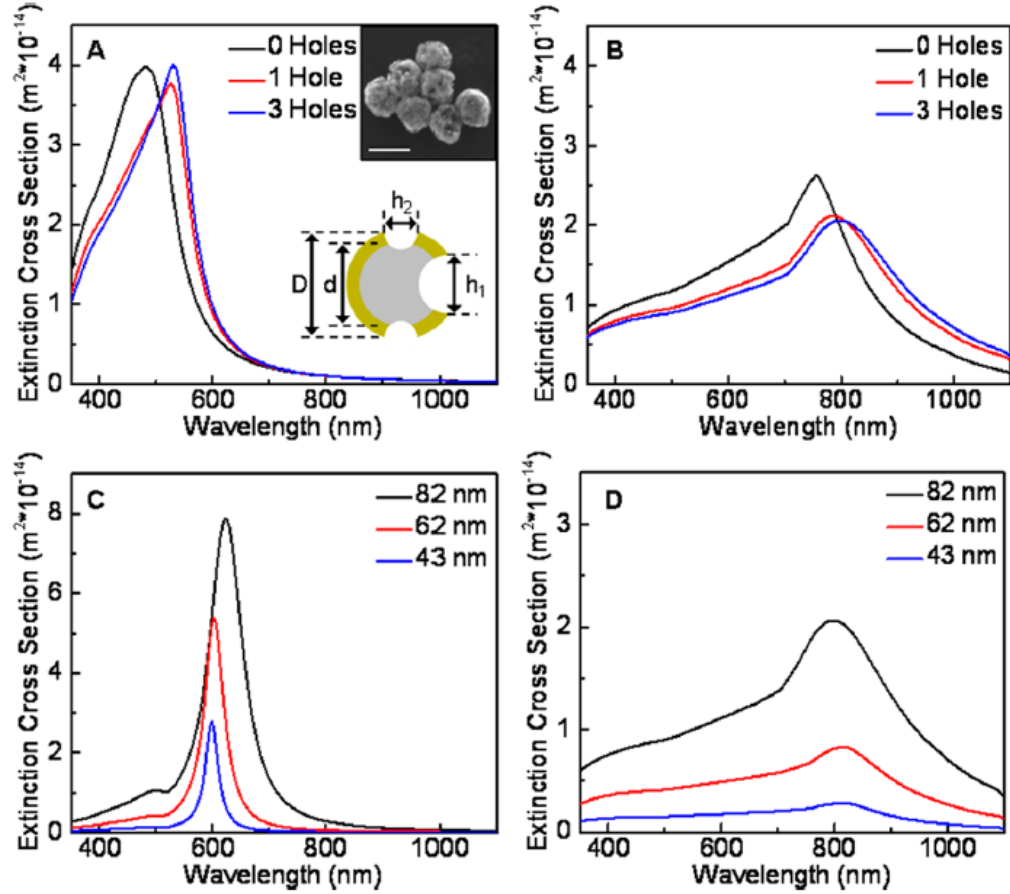 A
0 Holes
1 Hole
3 Holes
h2
D
d
h1
Extinction Cross Section (m2*10-14)
4
3
2
1
0
400 600 800 1000
Wavelength (nm)
B
0 Holes
1 Hole
3 Holes
Extinction Cross Section (m2*10-14)
4
3
2
1
0
400 600 800 1000
Wavelength (nm)
C
82 nm
62 nm
43 nm
Extinction Cross Section (m2*10-14)
8
6
4
2
0
400 600 800 1000
Wavelength (nm)
D
82 nm
62 nm
43 nm
Extinction Cross Section (m2*10-14)
3
2
1
0
400 600 800 1000
Wavelength (nm)